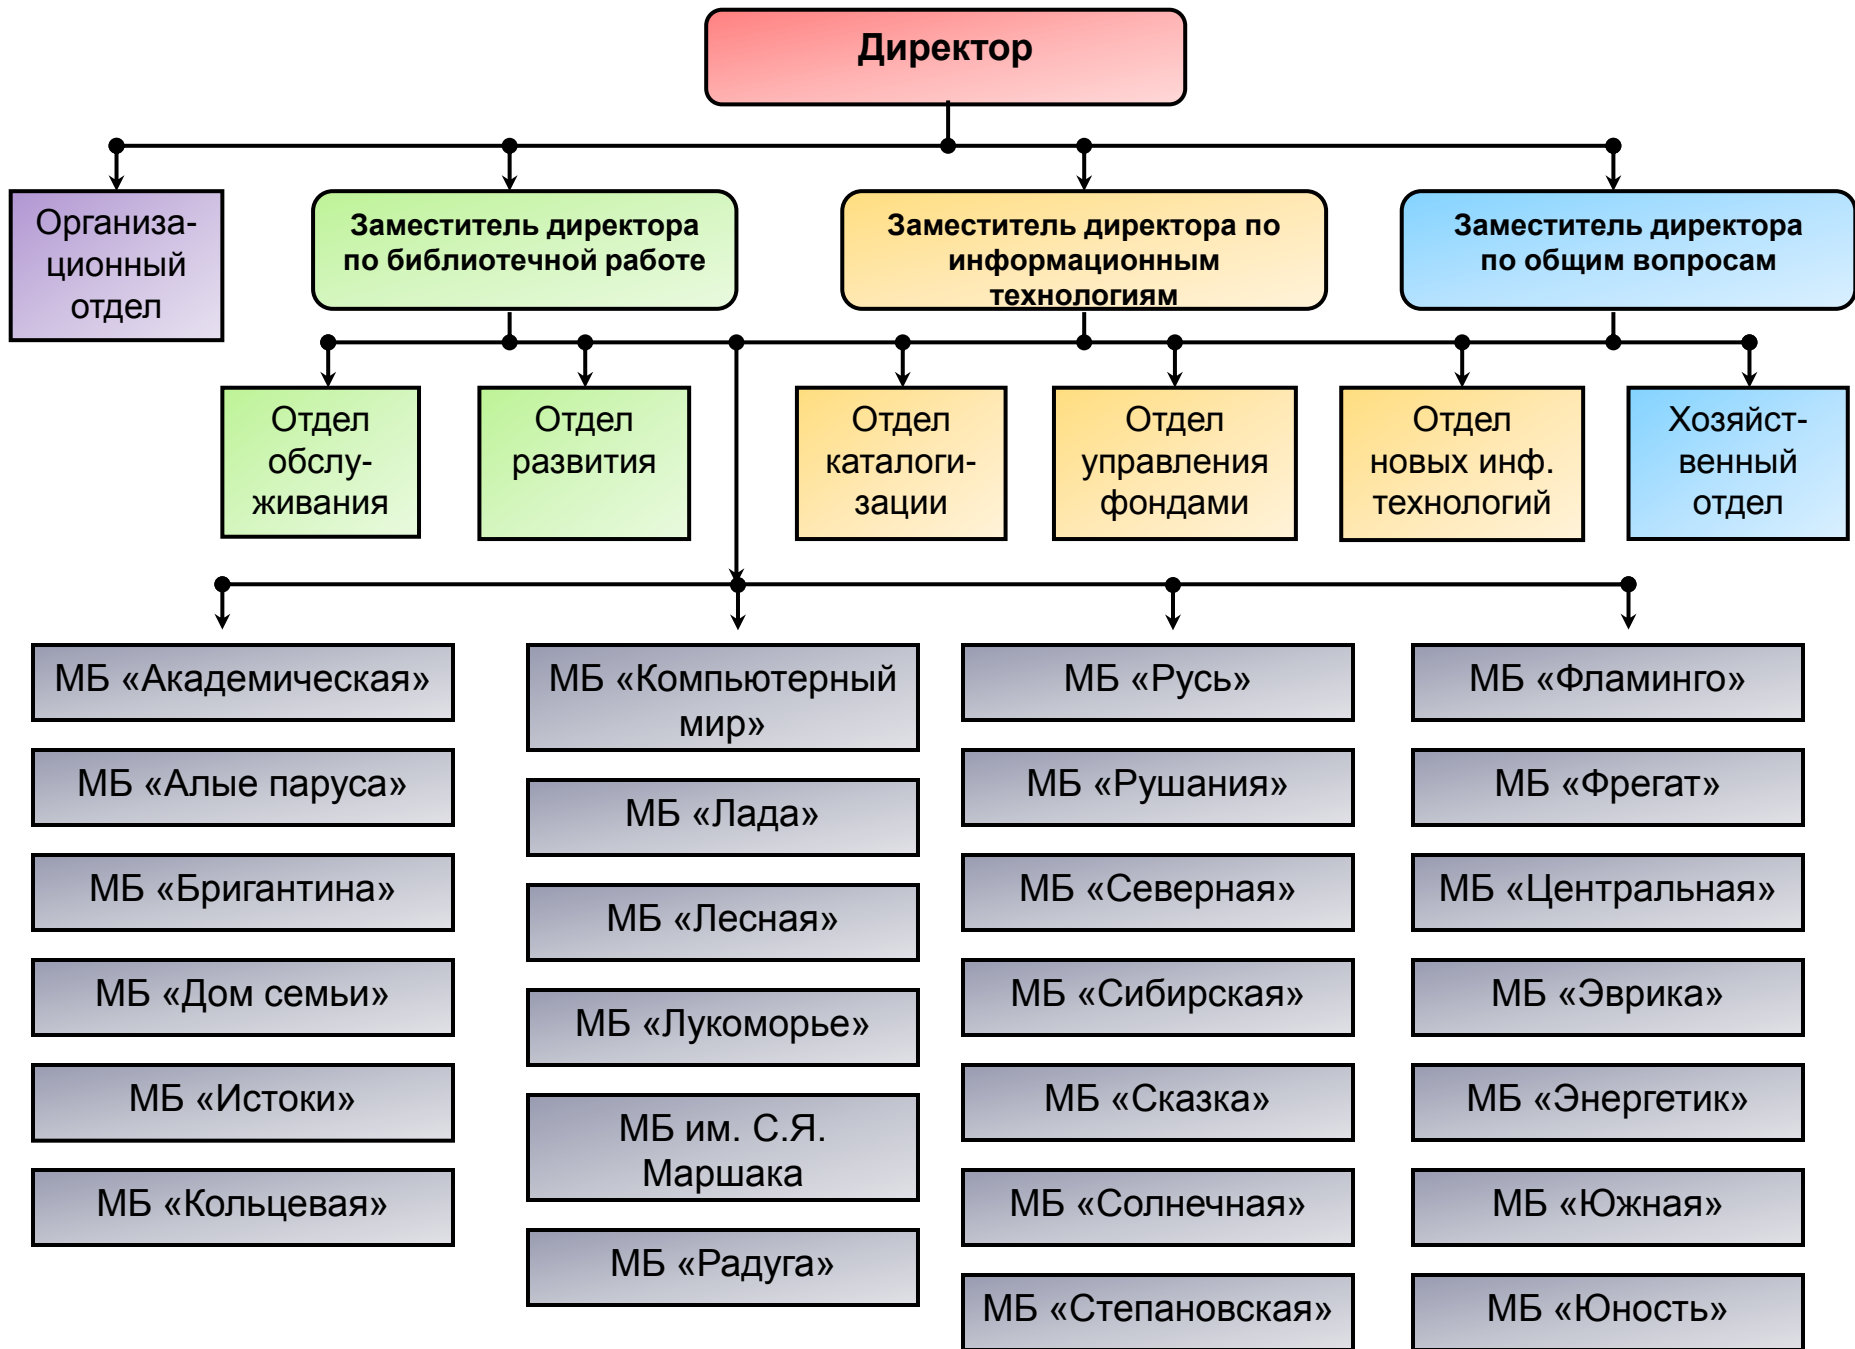 Директор
Организа-
ционный
отдел
Заместитель директора
по библиотечной работе
Заместитель директора по
информационным
технологиям
Заместитель директора
по общим вопросам
Отдел
обслу-
живания
Отдел
развития
Отдел
каталоги-
зации
Отдел
управления
фондами
Отдел
новых инф.
технологий
Хозяйст-
венный
отдел
МБ «Академическая»
МБ «Алые паруса»
МБ «Бригантина»
МБ «Дом семьи»
МБ «Истоки»
МБ «Кольцевая»
МБ «Компьютерный
мир»
МБ «Лада»
МБ «Лесная»
МБ «Лукоморье»
МБ им. С.Я.
Маршака
МБ «Радуга»
МБ «Русь»
МБ «Рушания»
МБ «Северная»
МБ «Сибирская»
МБ «Сказка»
МБ «Солнечная»
МБ «Степановская»
МБ «Фламинго»
МБ «Фрегат»
МБ «Центральная»
МБ «Эврика»
МБ «Энергетик»
МБ «Южная»
МБ «Юность»